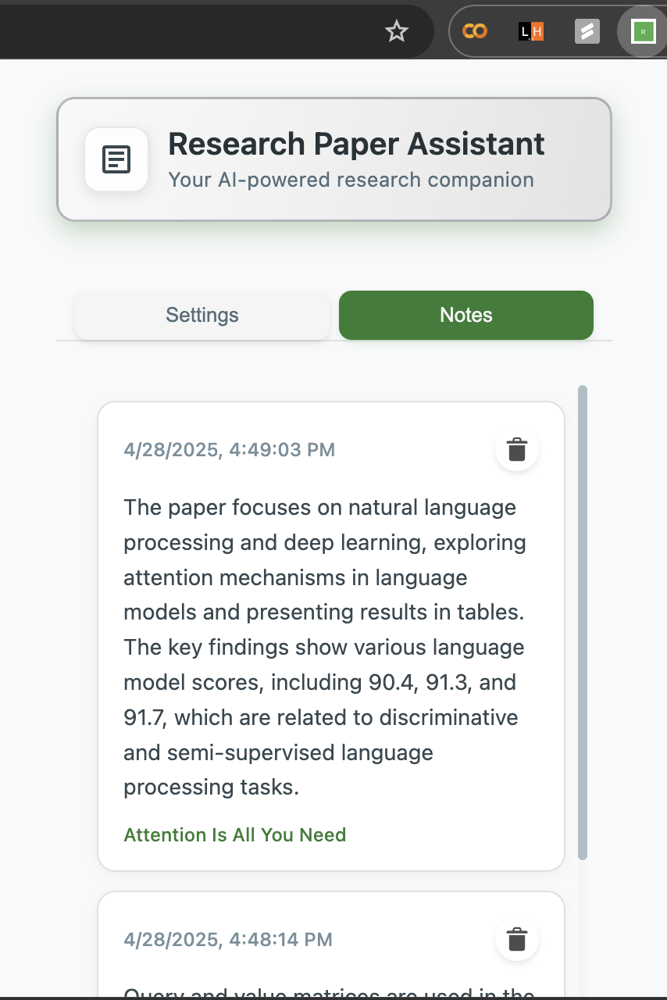 L H
R
Research Paper Assistant
Your AI-powered research companion
Settings
Notes
4/28/2025, 4:49:03 PM
The paper focuses on natural language
processing and deep learning, exploring
attention mechanisms in language
models and presenting results in tables.
The key findings show various language
model scores, including 90.4, 91.3, and
91.7, which are related to discriminative
and semi-supervised language
processing tasks.
Attention Is All You Need
4/28/2025, 4:48:14 PM
Query and value matrices are used in the